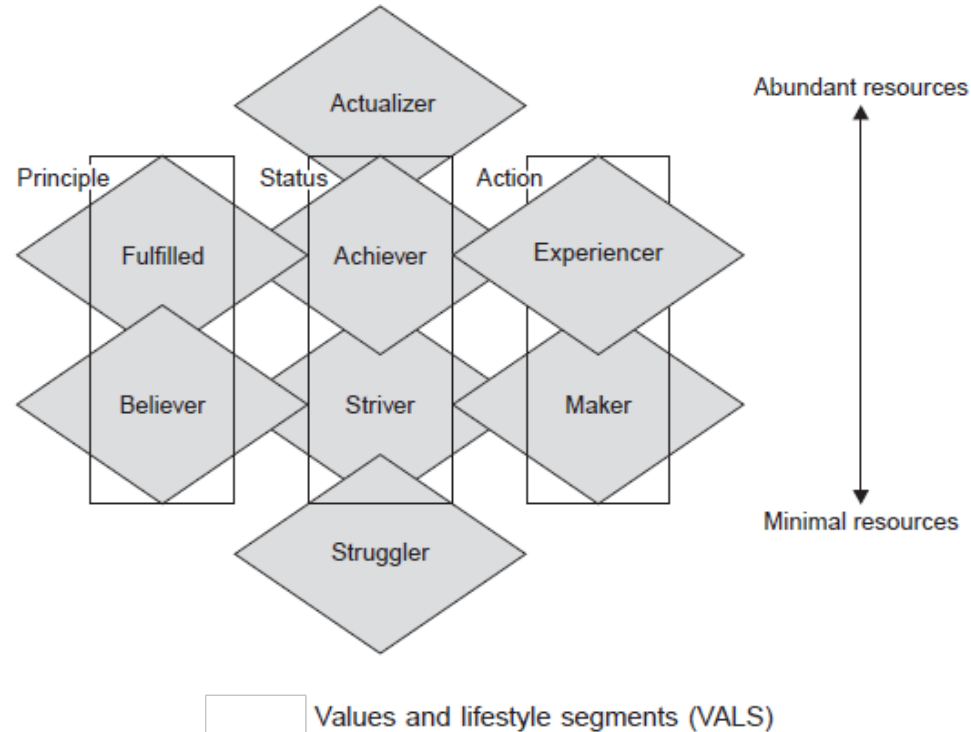 Actualizer
Abundant resources
Principle
Status
Action
Fulfilled
Achiever
Experiencer
Believer
Striver
Maker
Minimal resources
Struggler
Values and lifestyle segments (VALS)